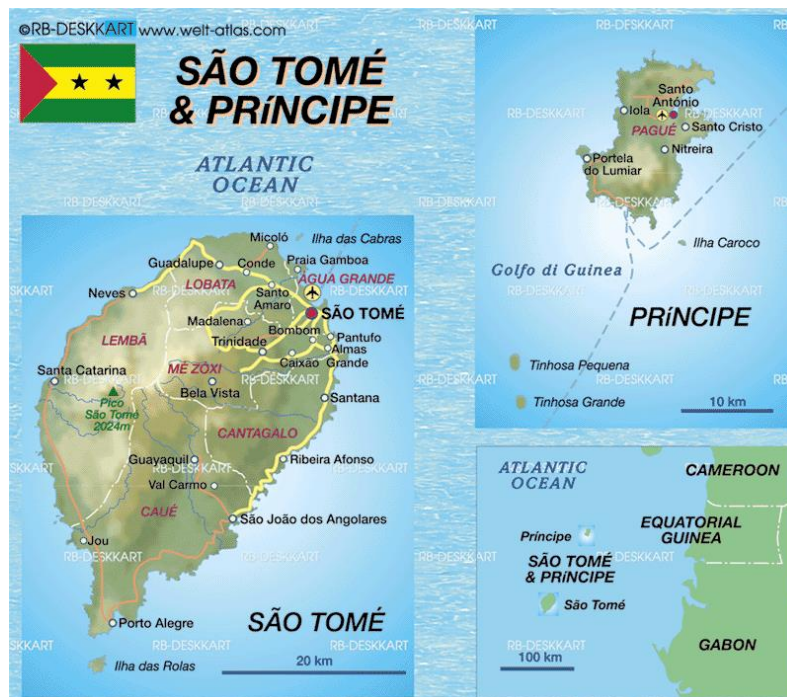 ©RB-DESKKART www.welt-atlas.com
SÃO TOMÉ
& PRíNCIPE
ATLANTIC
OCEAN
Micoló
Ilha das Cabras
Guadalupe
Conde
Praia Gamboa
LOBATA
ÁGUA GRANDE
Neves
Santo
Amaro
SÃO TOMÉ
Madalena
Bombom
Pantufo
LEMBÃ
Trinidade
Almas
MÉ ZÓXI
Caixão Grande
Santa Catarina
Bela Vista
Pico
São Tomé
2024m
Santana
CANTAGALO
Guayaquil
Ribeira Afonso
Val Carmo
CAUÉ
São João dos Angolares
Jou
Porto Alegre
SÃO TOMÉ
Ilha das Rolas
20 km
Santo
António
Iola
PAGUÉ
Santo Cristo
Nitreira
Portela
do Lumiar
Ilha Caroco
Golfo di Guinea
PRíNCIPE
Tinhosa Pequena
Tinhosa Grande
10 km
ATLANTIC
OCEAN
CAMEROON
EQUATORIAL
GUINEA
Príncipe
SÃO TOMÉ
& PRíNCIPE
São Tomé
GABON
100 km
RB-DESKKART